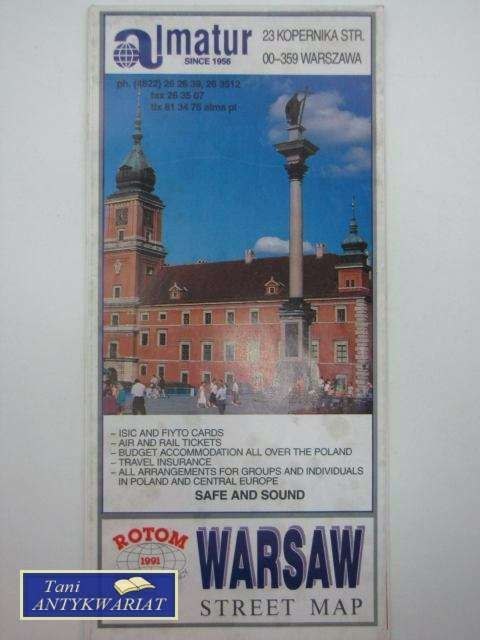 almatur
SINCE 1956
23 KOPERNIKA STR.
00-359 WARSZAWA
ph. (4822) 26 26 39, 26 3512
fax 26 35 07
tlx 81 34 75 alma pl
– ISIC AND FIYTO CARDS
– AIR AND RAIL TICKETS
– BUDGET ACCOMMODATION ALL OVER THE POLAND
– TRAVEL INSURANCE
– ALL ARRANGEMENTS FOR GROUPS AND INDIVIDUALS
IN POLAND AND CENTRAL EUROPE
SAFE AND SOUND
ROTOM
1991
WARSAW
STREET MAP
Tani
ANTYKWARIAT